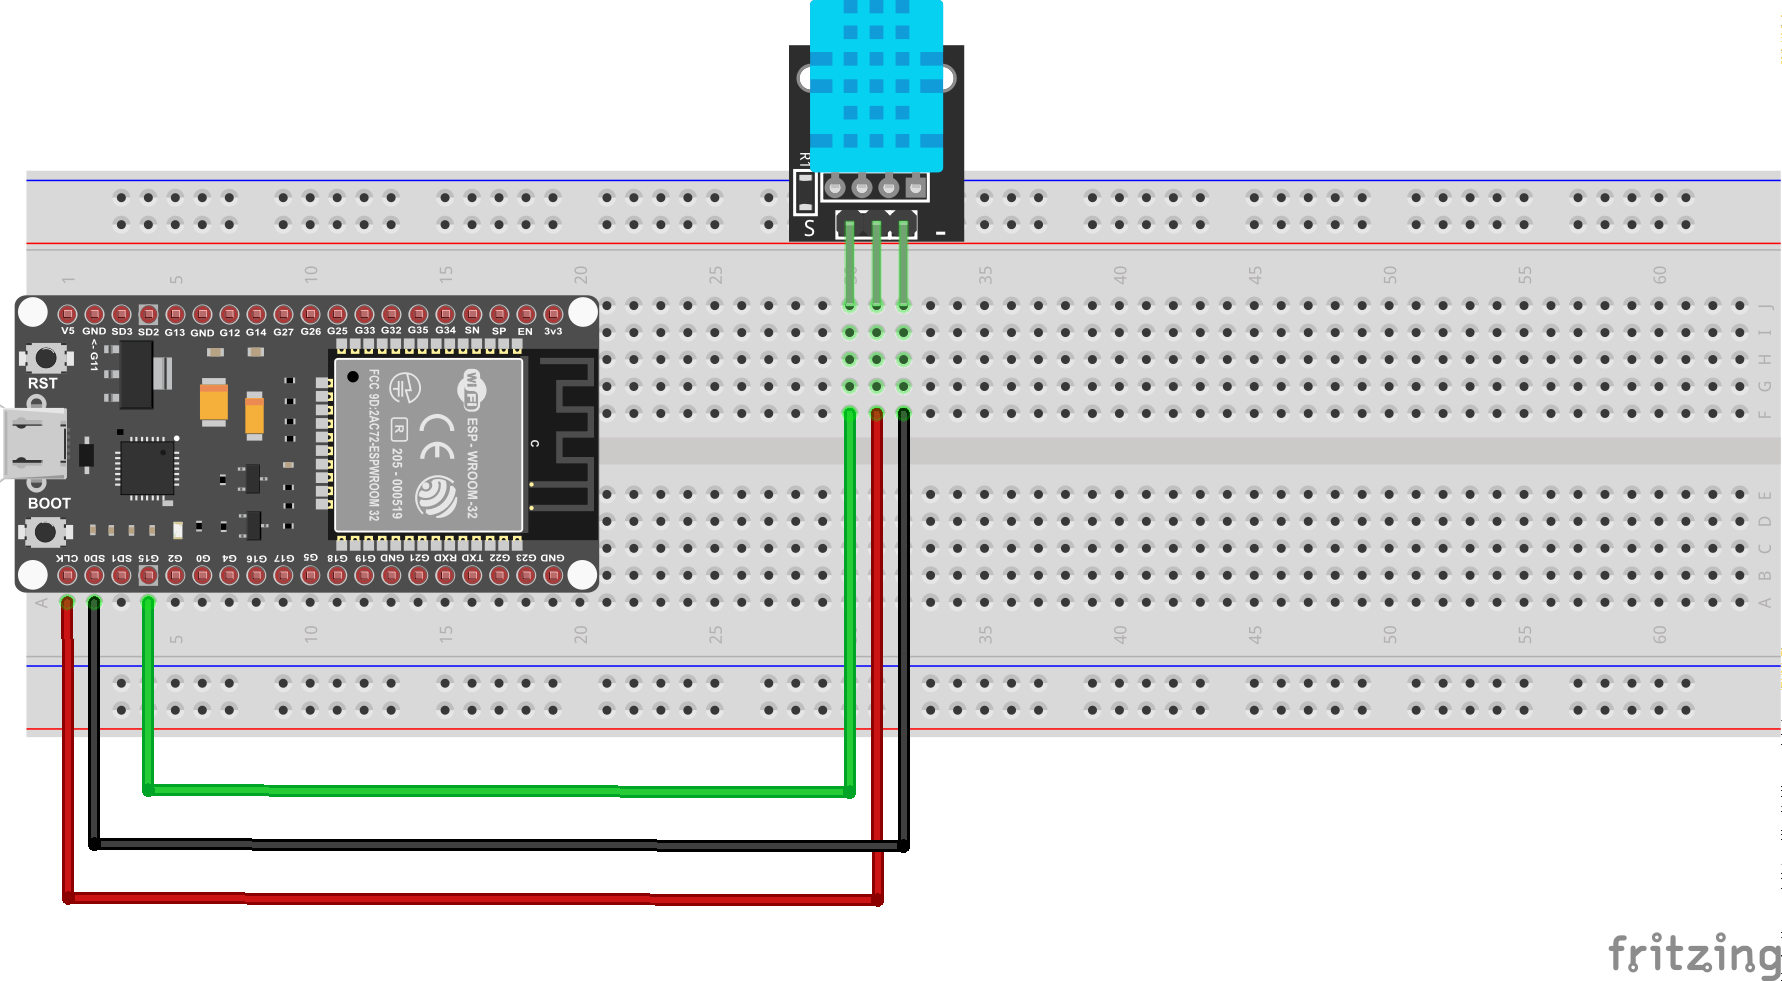 R1
S
-
1 5 10 15 20 25 35 40 45 50 55 60
V5 GND SD3 SD2 G13 GND G12 G14 G27 G26 G25 G33 G32 G35 G34 SN SP EN 3v3
<- G11
RST
BOOT
FCC 9D:2AC72-ESPWROOM 32
R
205 - 000519
CE
WiFi
ESP - WROOM -32
C
CLK SD0 SD1 G15 G2 G0 G4 G16 G17 G5 G18 G19 GND G21 RXD TXD G22 G23 GND
J
I
H
G
F
E
D
C
B
A
A
5 10 15 20 25 35 40 45 50 55 60
fritzing